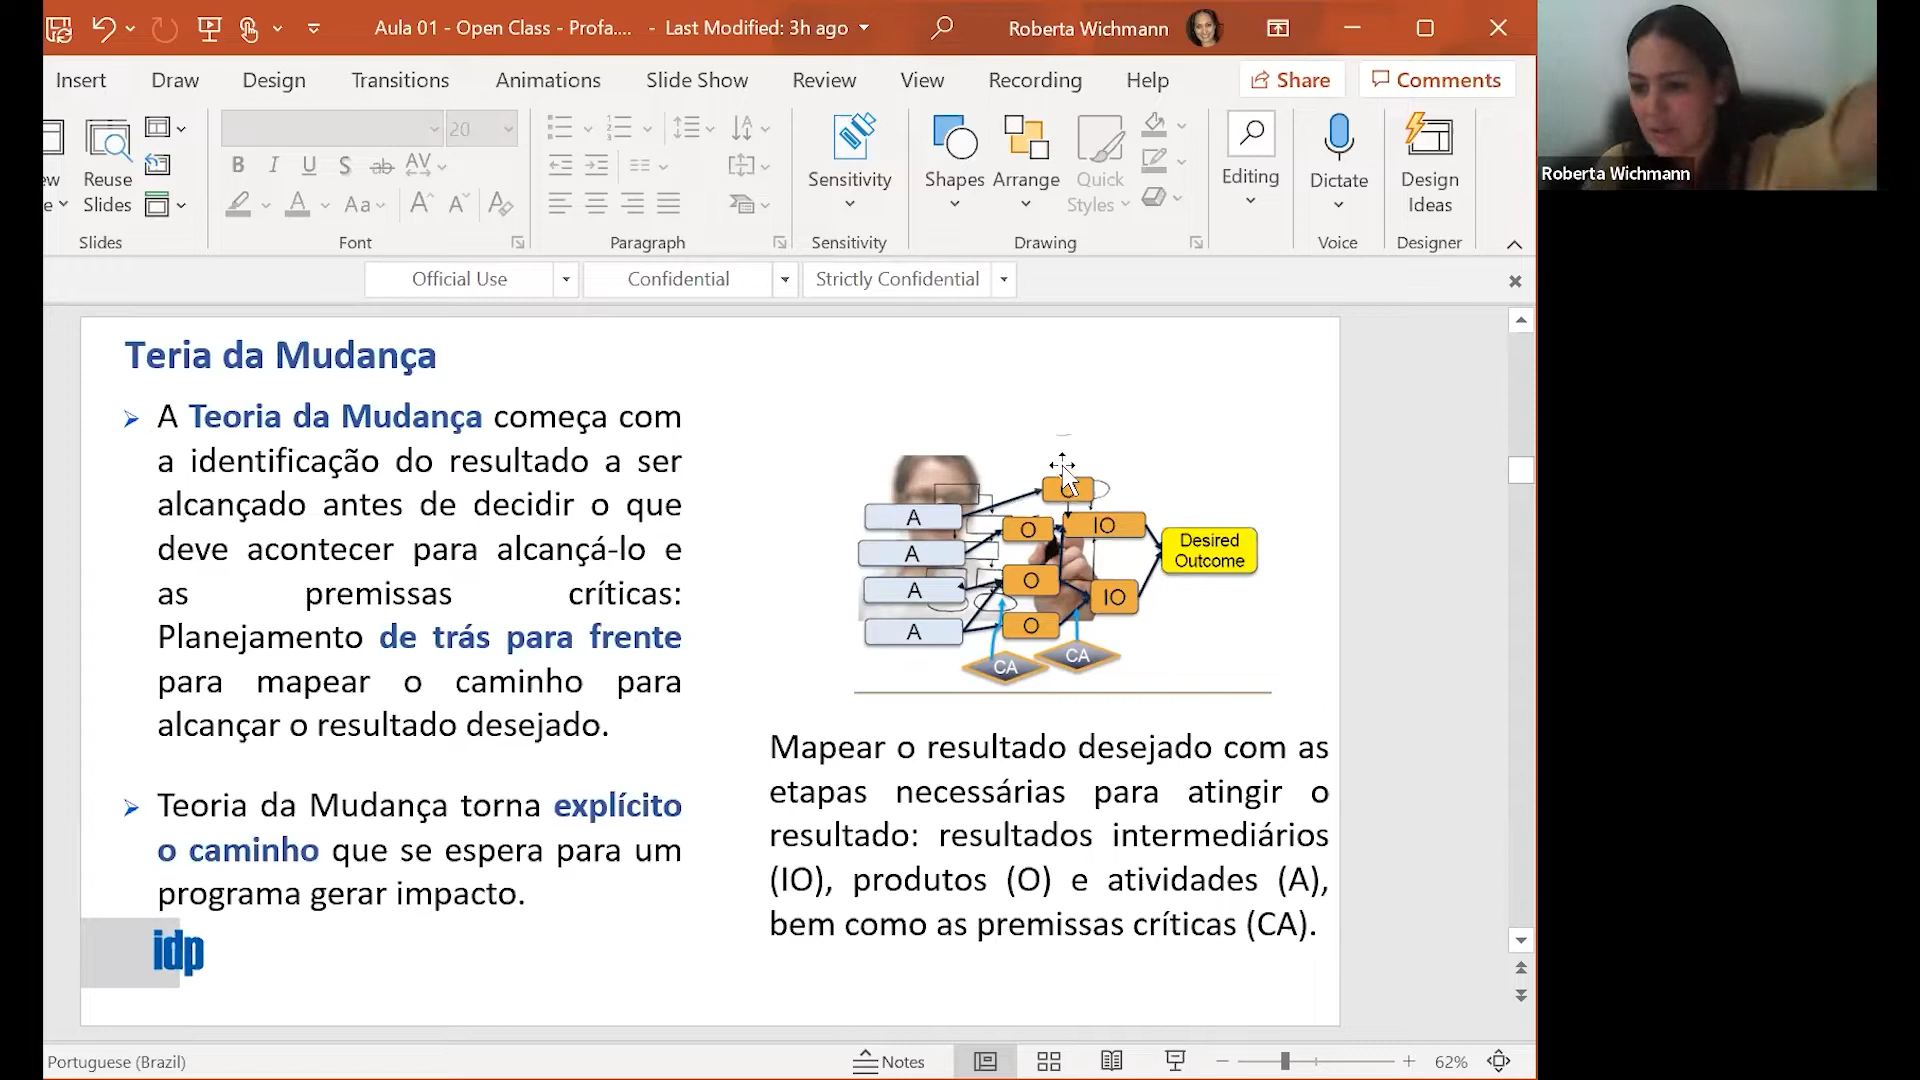 Aula 01 - Open Class - Profa.... - Last Modified: 3h ago
Roberta Wichmann
Insert Draw Design Transitions Animations Slide Show Review View Recording Help Share Comments
Reuse
Slides
Slides
20
B I U S ab AV
Aa A A
Font
Paragraph
Sensitivity
Sensitivity
Shapes
Arrange
Quick
Styles
Drawing
Editing
Dictate
Voice
Design
Ideas
Designer
Roberta Wichmann
Official Use Confidential Strictly Confidential
Teria da Mudança
A Teoria da Mudança começa com
a identificação do resultado a ser
alcançado antes de decidir o que
deve acontecer para alcançá-lo e
as premissas críticas:
Planejamento de trás para frente
para mapear o caminho para
alcançar o resultado desejado.
Teoria da Mudança torna explícito
o caminho que se espera para um
programa gerar impacto.
idp
A
A
A
A
O
O
O
IO
IO
CA
CA
Desired
Outcome
Mapear o resultado desejado com as
etapas necessárias para atingir o
resultado: resultados intermediários
(IO), produtos (O) e atividades (A),
bem como as premissas críticas (CA).
Portuguese (Brazil)
Notes
62%